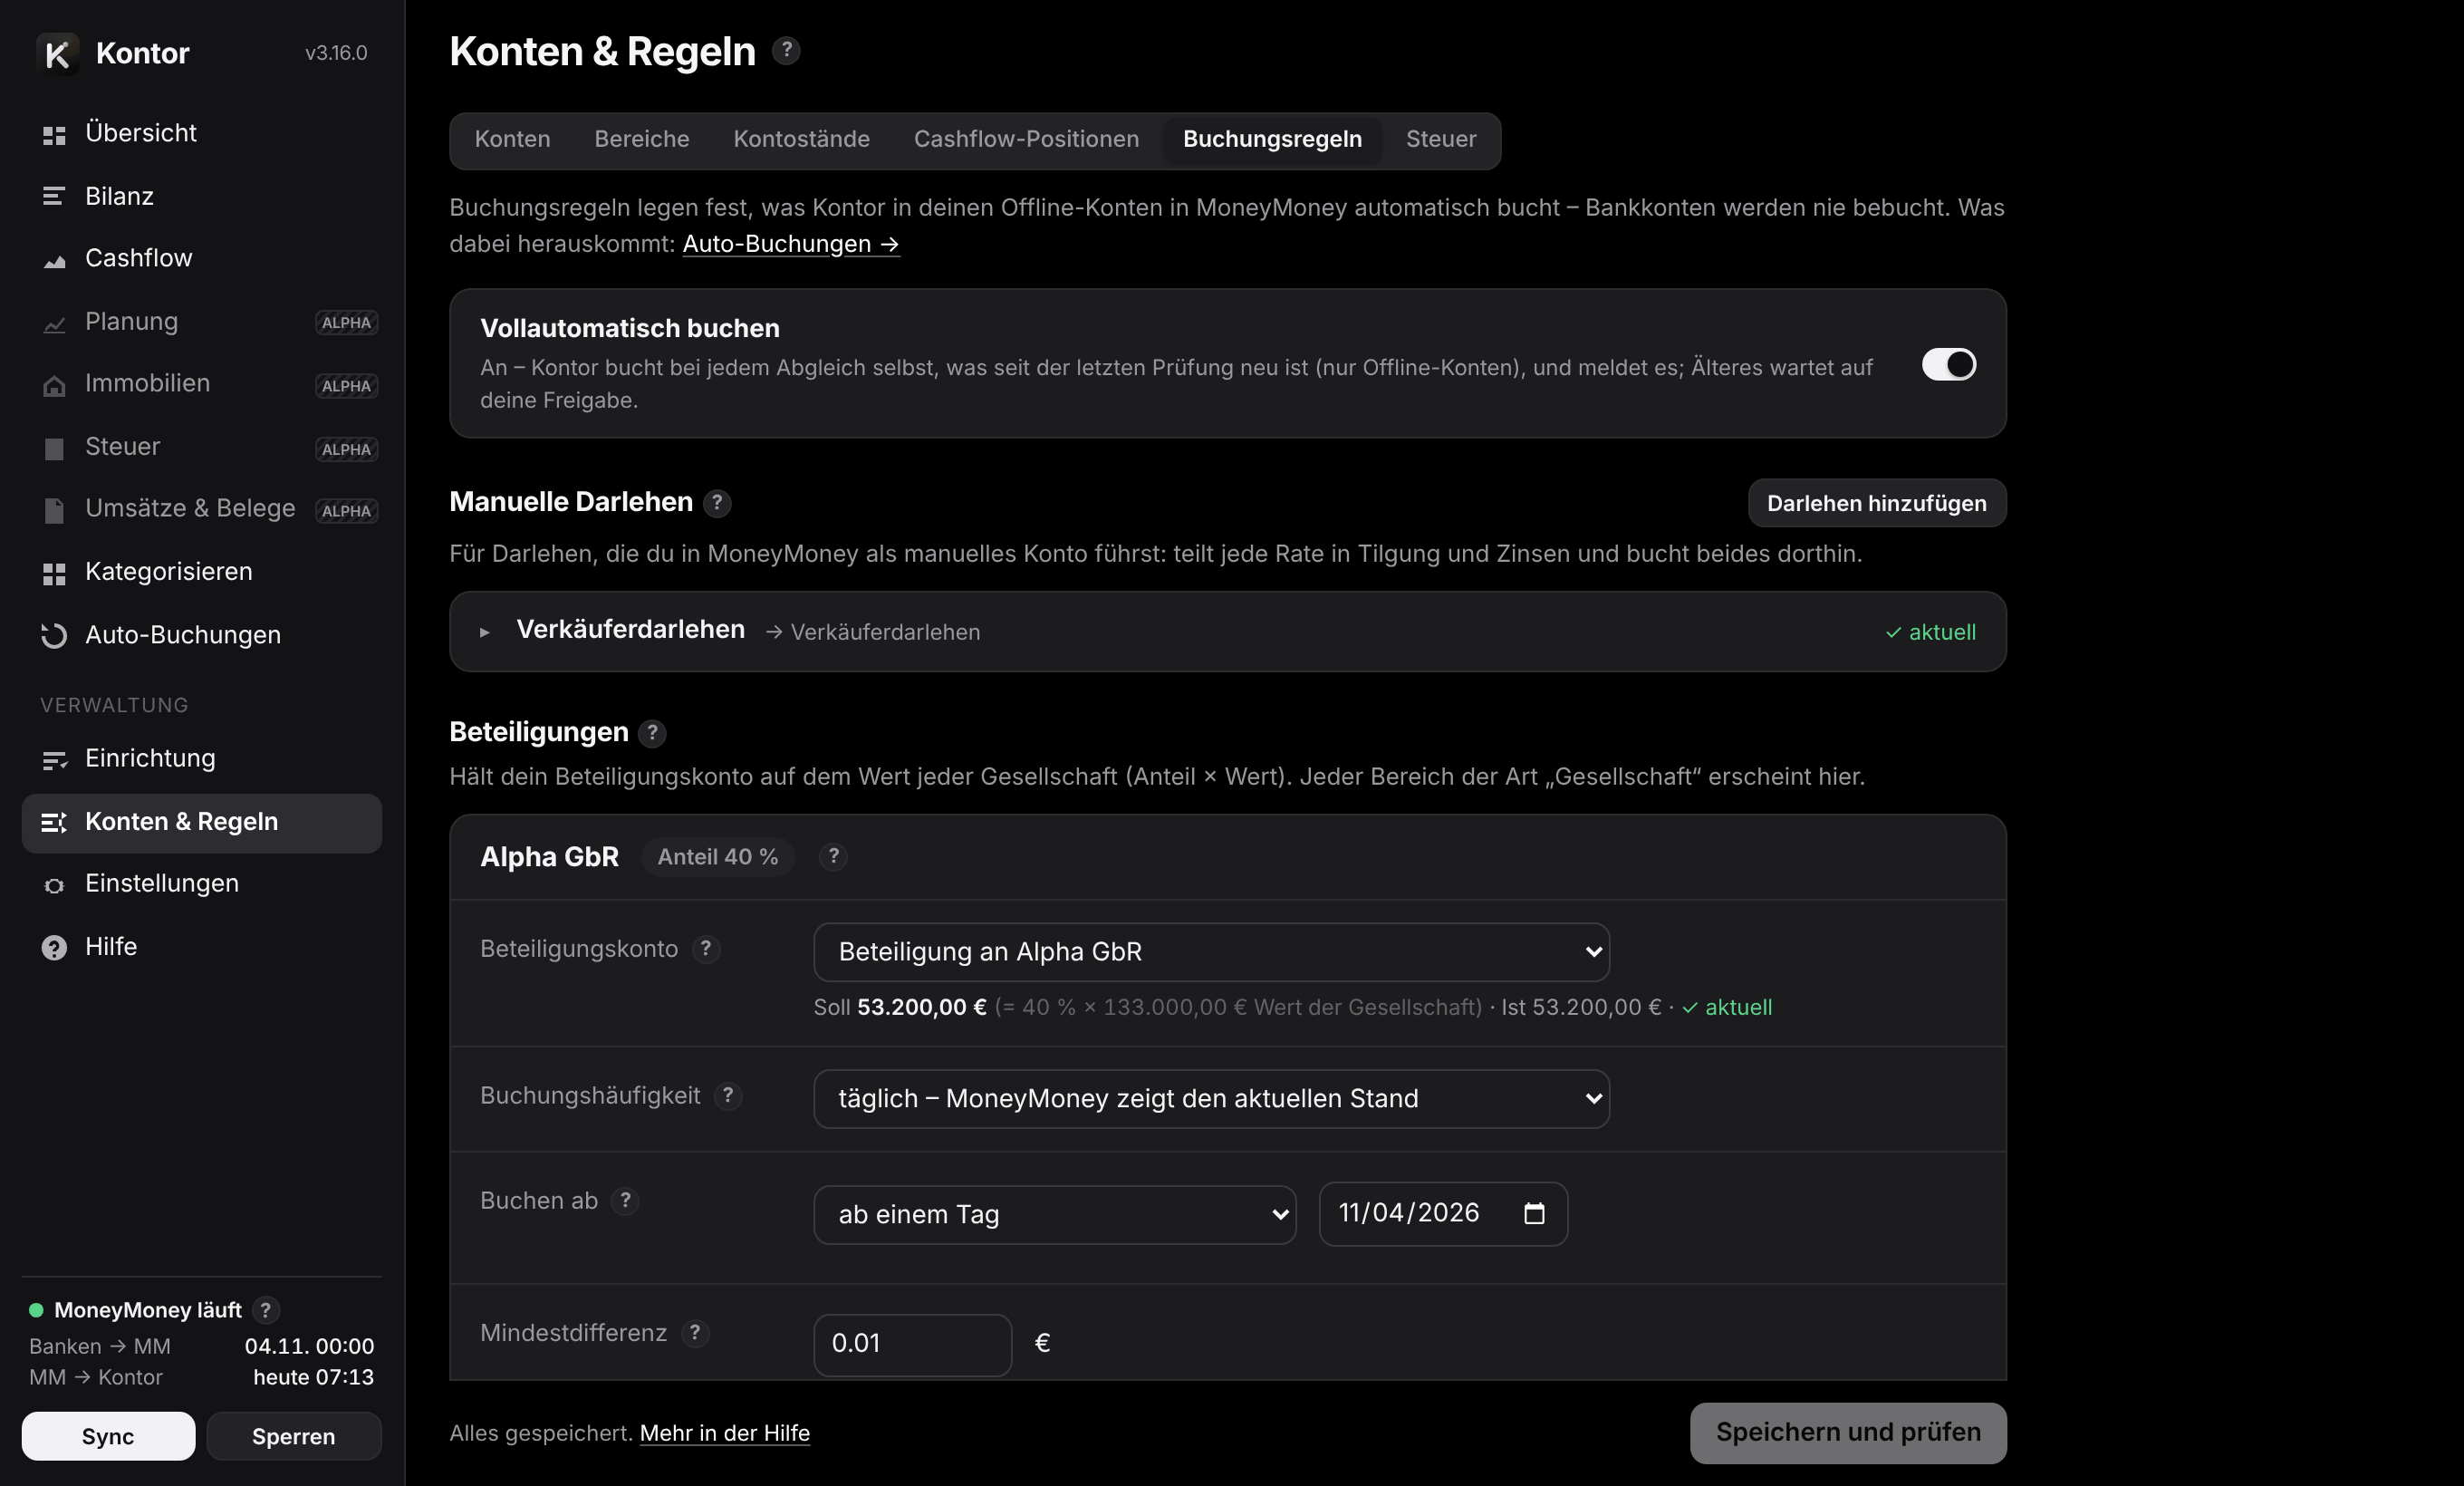 Kontor
v3.16.0
Übersicht
Bilanz
Cashflow
Planung
ALPHA
Immobilien
ALPHA
Steuer
ALPHA
Umsätze & Belege
ALPHA
Kategorisieren
Auto-Buchungen
VERWALTUNG
Einrichtung
Konten & Regeln
Einstellungen
? Hilfe
MoneyMoney läuft ?
Banken → MM 04.11. 00:00
MM → Kontor heute 07:13
Sync
Sperren
Konten & Regeln ?
Konten Bereiche Kontostände Cashflow-Positionen Buchungsregeln Steuer
Buchungsregeln legen fest, was Kontor in deinen Offline-Konten in MoneyMoney automatisch bucht – Bankkonten werden nie bebucht. Was
dabei herauskommt: Auto-Buchungen →
Vollautomatisch buchen
An – Kontor bucht bei jedem Abgleich selbst, was seit der letzten Prüfung neu ist (nur Offline-Konten), und meldet es; Älteres wartet auf
deine Freigabe.
Manuelle Darlehen ?
Darlehen hinzufügen
Für Darlehen, die du in MoneyMoney als manuelles Konto führst: teilt jede Rate in Tilgung und Zinsen und bucht beides dorthin.
▸ Verkäuferdarlehen → Verkäuferdarlehen ✓ aktuell
Beteiligungen ?
Hält dein Beteiligungskonto auf dem Wert jeder Gesellschaft (Anteil × Wert). Jeder Bereich der Art „Gesellschaft“ erscheint hier.
Alpha GbR Anteil 40 % ?
Beteiligungskonto ?
Beteiligung an Alpha GbR
Soll 53.200,00 € (= 40 % × 133.000,00 € Wert der Gesellschaft) · Ist 53.200,00 € · ✓ aktuell
Buchungshäufigkeit ?
täglich – MoneyMoney zeigt den aktuellen Stand
Buchen ab ?
ab einem Tag
11/04/2026
Mindestdifferenz ?
0.01 €
Alles gespeichert. Mehr in der Hilfe
Speichern und prüfen